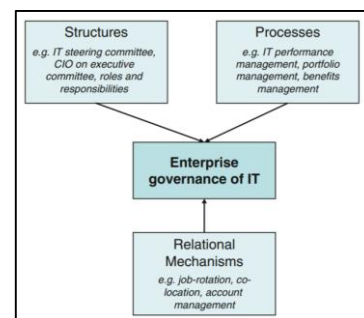 Structures
e.g. IT steering committee,
CIO on executive
committee, roles and
responsibilities
Processes
e.g. IT performance
management, portfolio
management, benefits
management
Enterprise
governance of IT
Relational
Mechanisms
e.g. job-rotation, co-
location, account
management